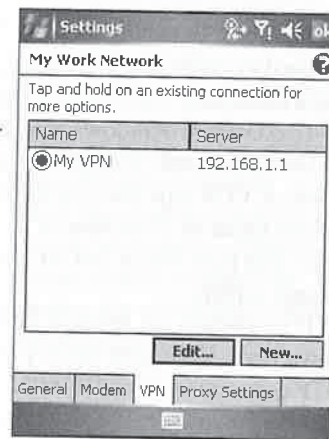 Settings ok
My Work Network
Tap and hold on an existing connection for
more options.
Name Server
My VPN 192.168.1.1
Edit... New...
General Modem VPN Proxy Settings